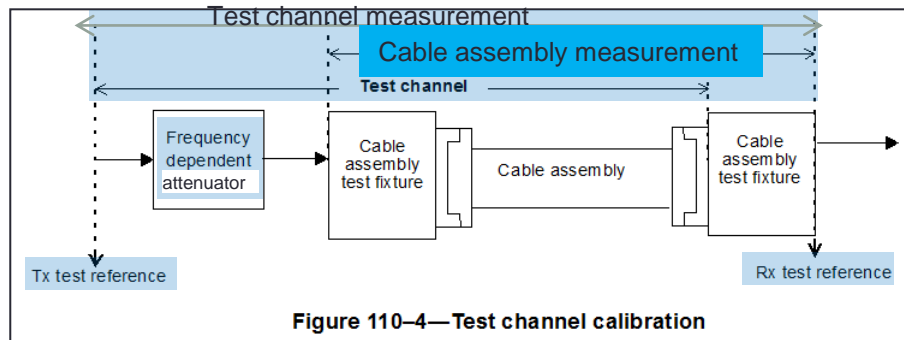 Test channel measurement
Cable assembly measurement
Test channel
Frequency
dependent
attenuator
Cable
assembly
test fixture
Cable assembly
Cable
assembly
test fixture
Tx test reference
Rx test reference
Figure 110–4—Test channel calibration